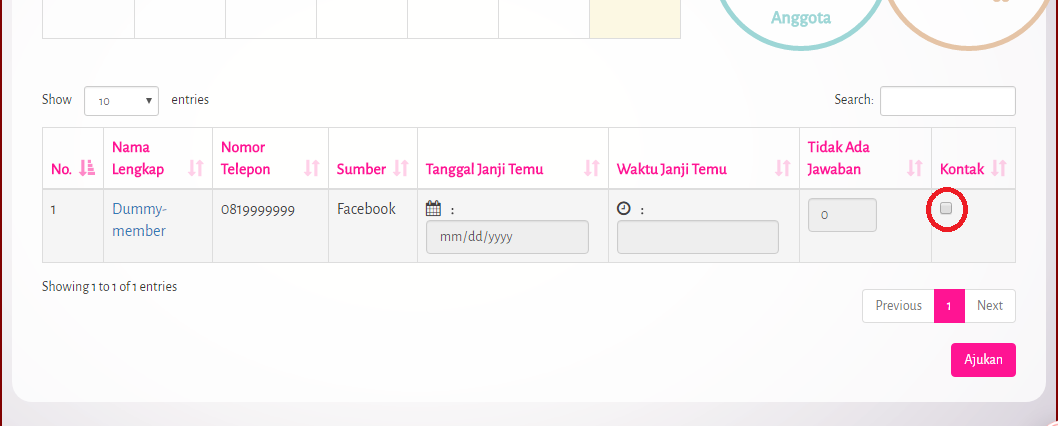 Anggota
Show 10 entries
Search:
No. Nama Lengkap Nomor Telepon Sumber Tanggal Janji Temu Waktu Janji Temu Tidak Ada Jawaban Kontak
1 Dummy-member 0819999999 Facebook : mm/dd/yyyy : 0
Showing 1 to 1 of 1 entries
Previous 1 Next
Ajukan